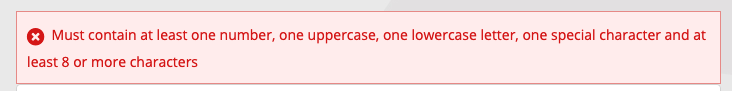 Must contain at least one number, one uppercase, one lowercase letter, one special character and at
least 8 or more characters